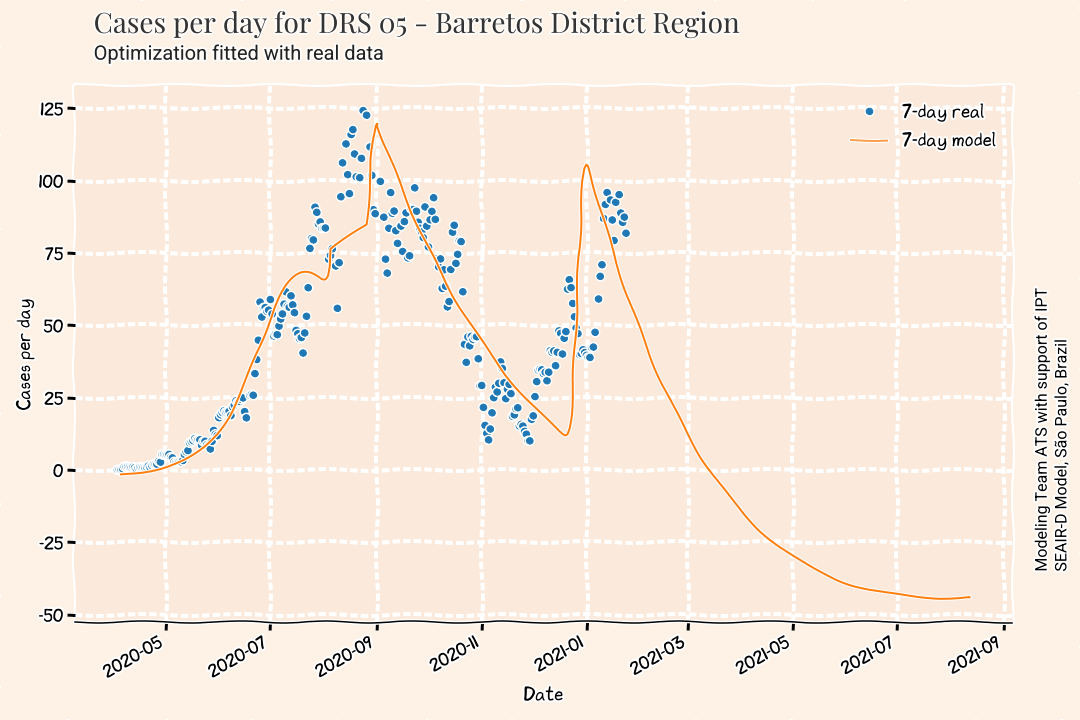 Cases per day for DRS 05 - Barretos District Region
Optimization fitted with real data
7-day real
7-day model
Cases per day
125
100
75
50
25
0
-25
-50
2020-05
2020-07
2020-09
2020-11
2021-01
2021-03
2021-05
2021-07
2021-09
Date
Modeling Team ATS with support of IPT
SEAIR-D Model, São Paulo, Brazil